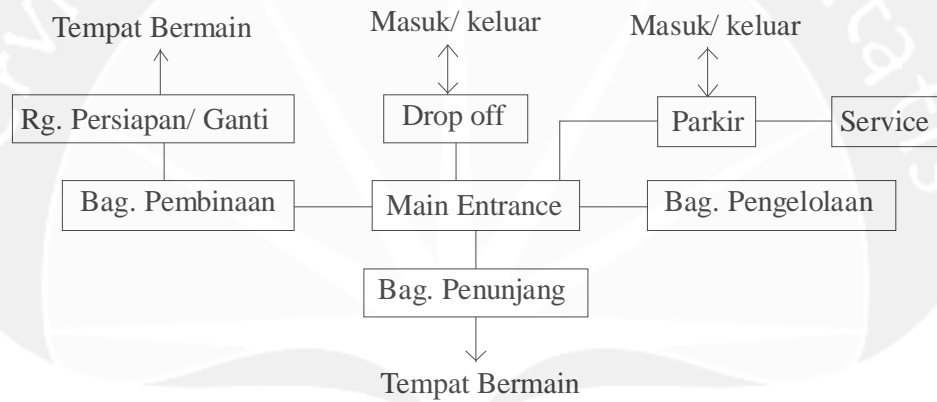 Tempat Bermain
Masuk/ keluar
Masuk/ keluar
Rg. Persiapan/ Ganti
Drop off
Parkir
Service
Bag. Pembinaan
Main Entrance
Bag. Pengelolaan
Bag. Penunjang
Tempat Bermain